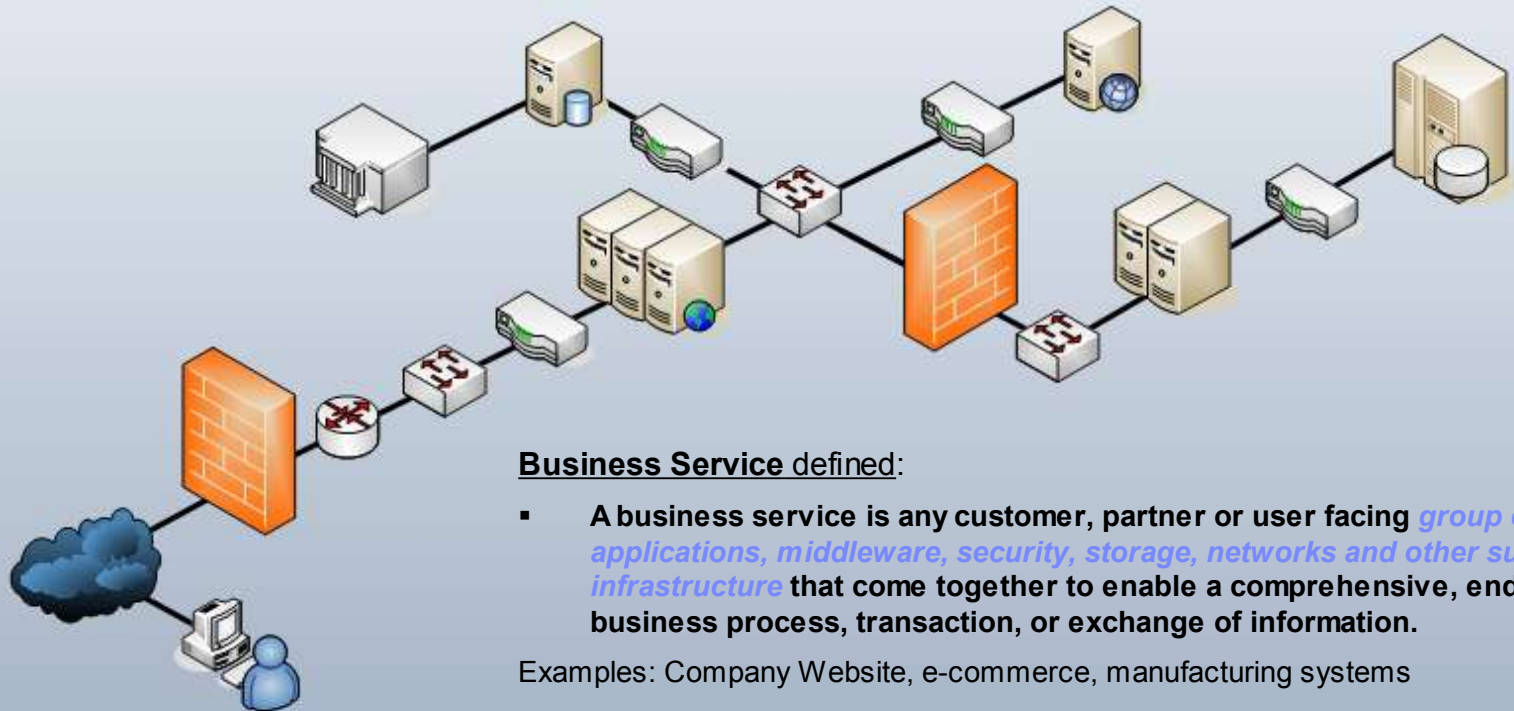 Business Service defined:
▪ A business service is any customer, partner or user facing group
applications, middleware, security, storage, networks and other
infrastructure that come together to enable a comprehensive,
business process, transaction, or exchange of information.
Examples: Company Website, e-commerce, manufacturing systems